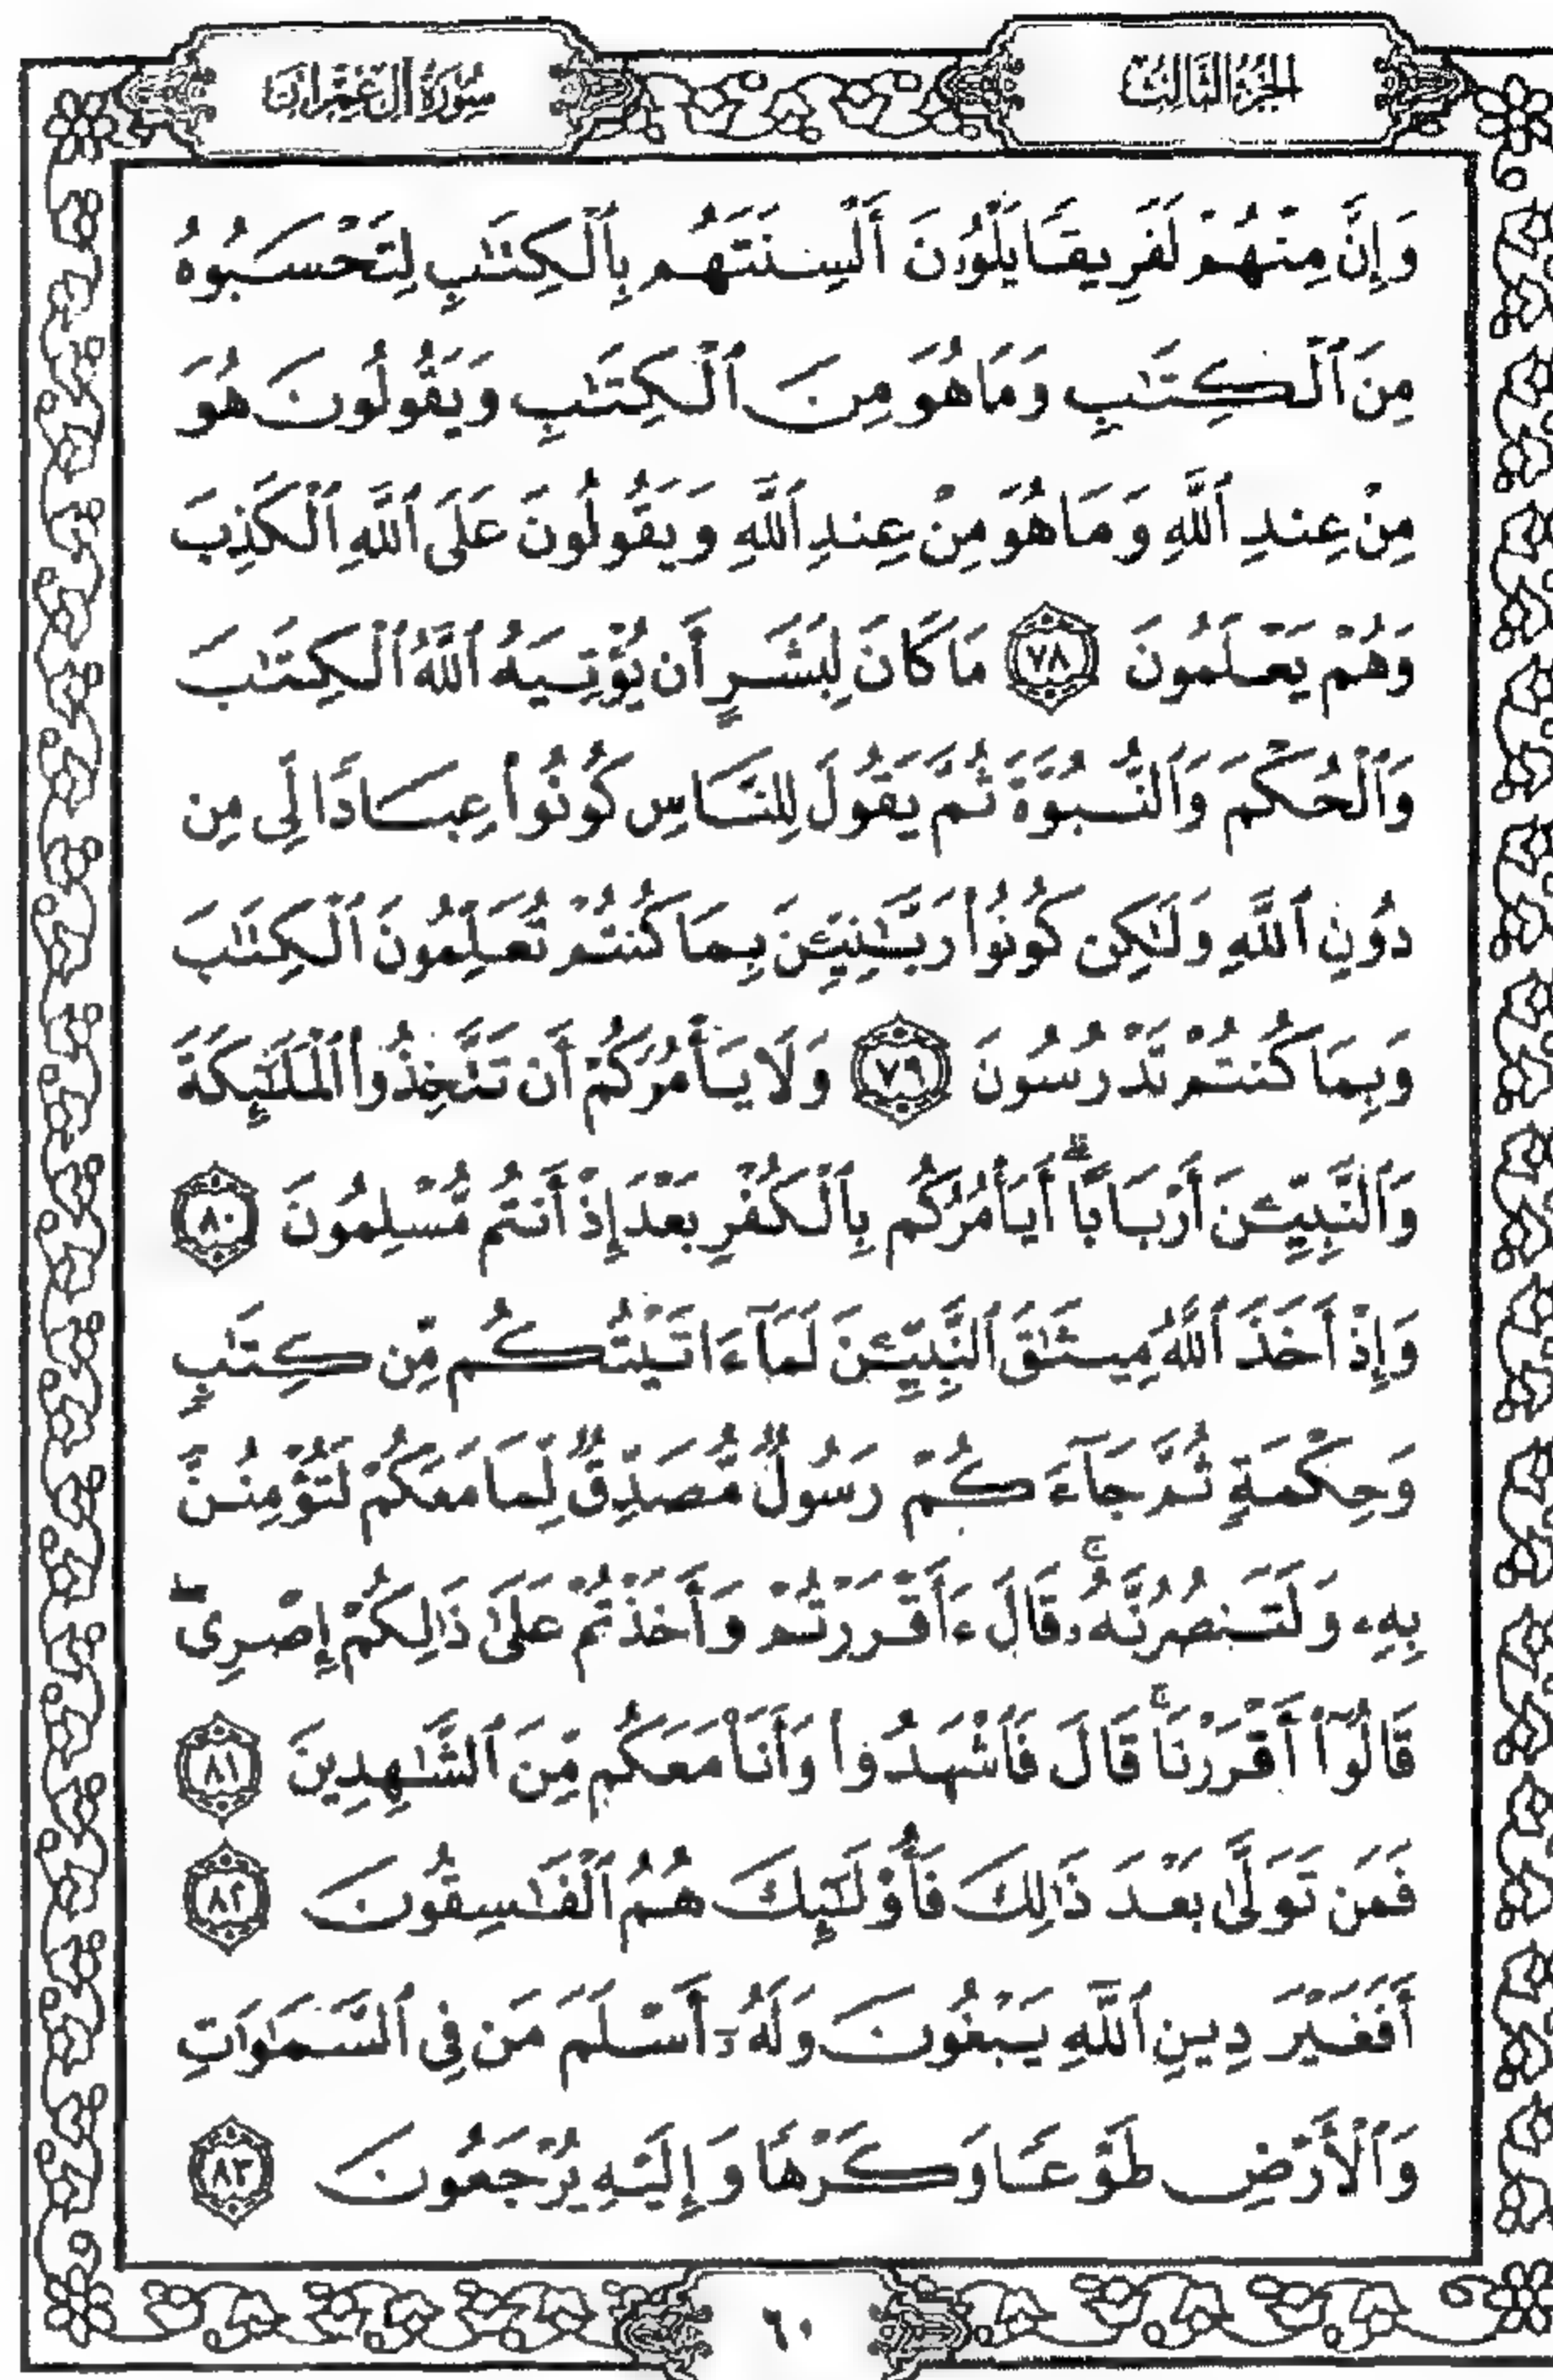 الجزء الثالث
سورة آل عمران
وَإِنَّ مِنْهُمْ لَفَرِيقًا يَلْوُۥنَ أَلْسِنَتَهُم بِٱلْكِتَٰبِ لِتَحْسَبُوهُ
مِنَ ٱلْكِتَٰبِ وَمَا هُوَ مِنَ ٱلْكِتَٰبِ وَيَقُولُونَ هُوَ
مِنْ عِندِ ٱللَّهِ وَمَا هُوَ مِنْ عِندِ ٱللَّهِ وَيَقُولُونَ عَلَى ٱللَّهِ ٱلْكَذِبَ
وَهُمْ يَعْلَمُونَ ٧٨ مَا كَانَ لِبَشَرٍ أَن يُؤْتِيَهُ ٱللَّهُ ٱلْكِتَٰبَ
وَٱلْحُكْمَ وَٱلنُّبُوَّةَ ثُمَّ يَقُولَ لِلنَّاسِ كُونُوا۟ عِبَادًا لِّى مِن
دُونِ ٱللَّهِ وَلَٰكِن كُونُوا۟ رَبَّٰنِيِّـۧنَ بِمَا كُنتُمْ تُعَلِّمُونَ ٱلْكِتَٰبَ
وَبِمَا كُنتُمْ تَدْرُسُونَ ٧٩ وَلَا يَأْمُرَكُمْ أَن تَتَّخِذُوا۟ ٱلْمَلَٰٓئِكَةَ
وَٱلنَّبِيِّـۧنَ أَرْبَابًا ۗ أَيَأْمُرُكُم بِٱلْكُفْرِ بَعْدَ إِذْ أَنتُم مُّسْلِمُونَ ٨٠
وَإِذْ أَخَذَ ٱللَّهُ مِيثَٰقَ ٱلنَّبِيِّـۧنَ لَمَآ ءَاتَيْتُكُم مِّن كِتَٰبٍ
وَحِكْمَةٍ ثُمَّ جَآءَكُمْ رَسُولٌ مُّصَدِّقٌ لِّمَا مَعَكُمْ لَتُؤْمِنُنَّ
بِهِۦ وَلَتَنصُرُنَّهُۥ ۚ قَالَ ءَأَقْرَرْتُمْ وَأَخَذْتُمْ عَلَىٰ ذَٰلِكُمْ إِصْرِى ۖ
قَالُوٓا۟ أَقْرَرْنَا ۚ قَالَ فَٱشْهَدُوا۟ وَأَنَا۠ مَعَكُم مِّنَ ٱلشَّٰهِدِينَ ٨١
فَمَن تَوَلَّىٰ بَعْدَ ذَٰلِكَ فَأُو۟لَٰٓئِكَ هُمُ ٱلْفَٰسِقُونَ ٨٢
أَفَغَيْرَ دِينِ ٱللَّهِ يَبْغُونَ وَلَهُۥٓ أَسْلَمَ مَن فِى ٱلسَّمَٰوَٰتِ
وَٱلْأَرْضِ طَوْعًا وَكَرْهًا وَإِلَيْهِ يُرْجَعُونَ ٨٣
٦٠